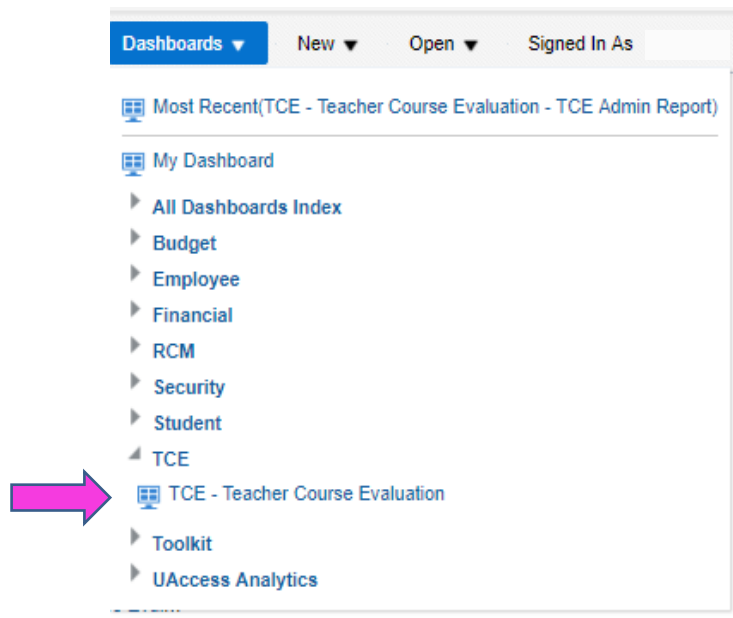 Dashboards New Open Signed In As
Most Recent(TCE - Teacher Course Evaluation - TCE Admin Report)
My Dashboard
All Dashboards Index
Budget
Employee
Financial
RCM
Security
Student
TCE
TCE - Teacher Course Evaluation
Toolkit
UAccess Analytics